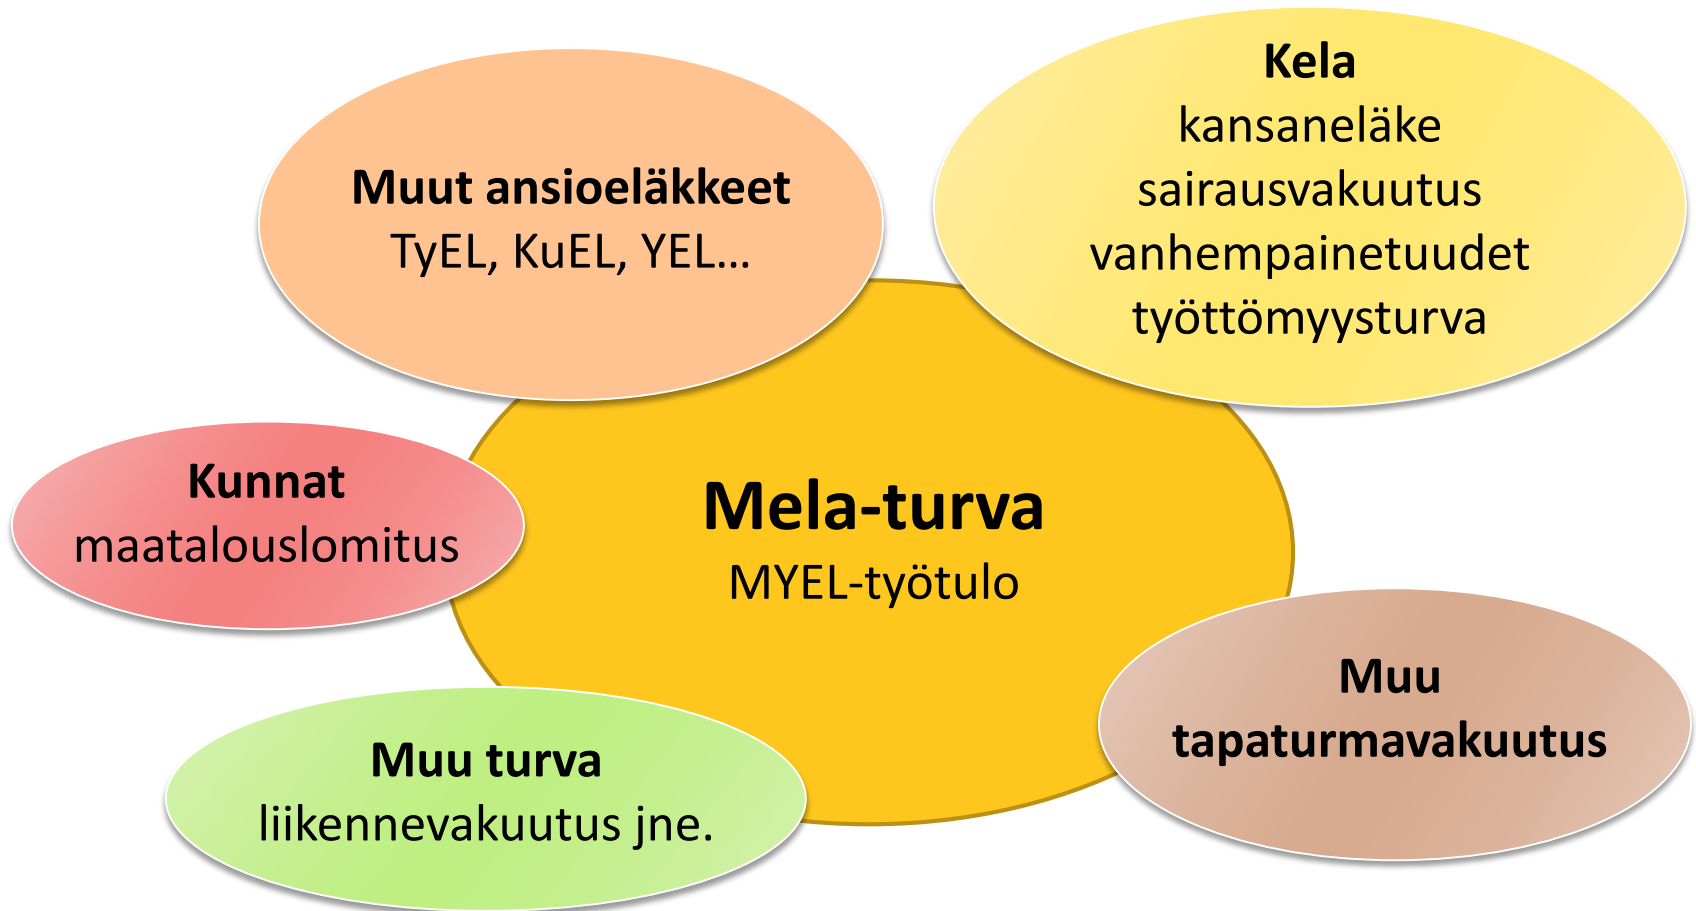 Kela
kansaneläke
sairausvakuutus
vanhempainetuudet
työttömyysturva
Muut ansioeläkkeet
TyEL, KuEL, YEL...
Kunnat
maatalouslomitus
Mela-turva
MYEL-työtulo
Muu
tapaturmavakuutus
Muu turva
liikennevakuutus jne.